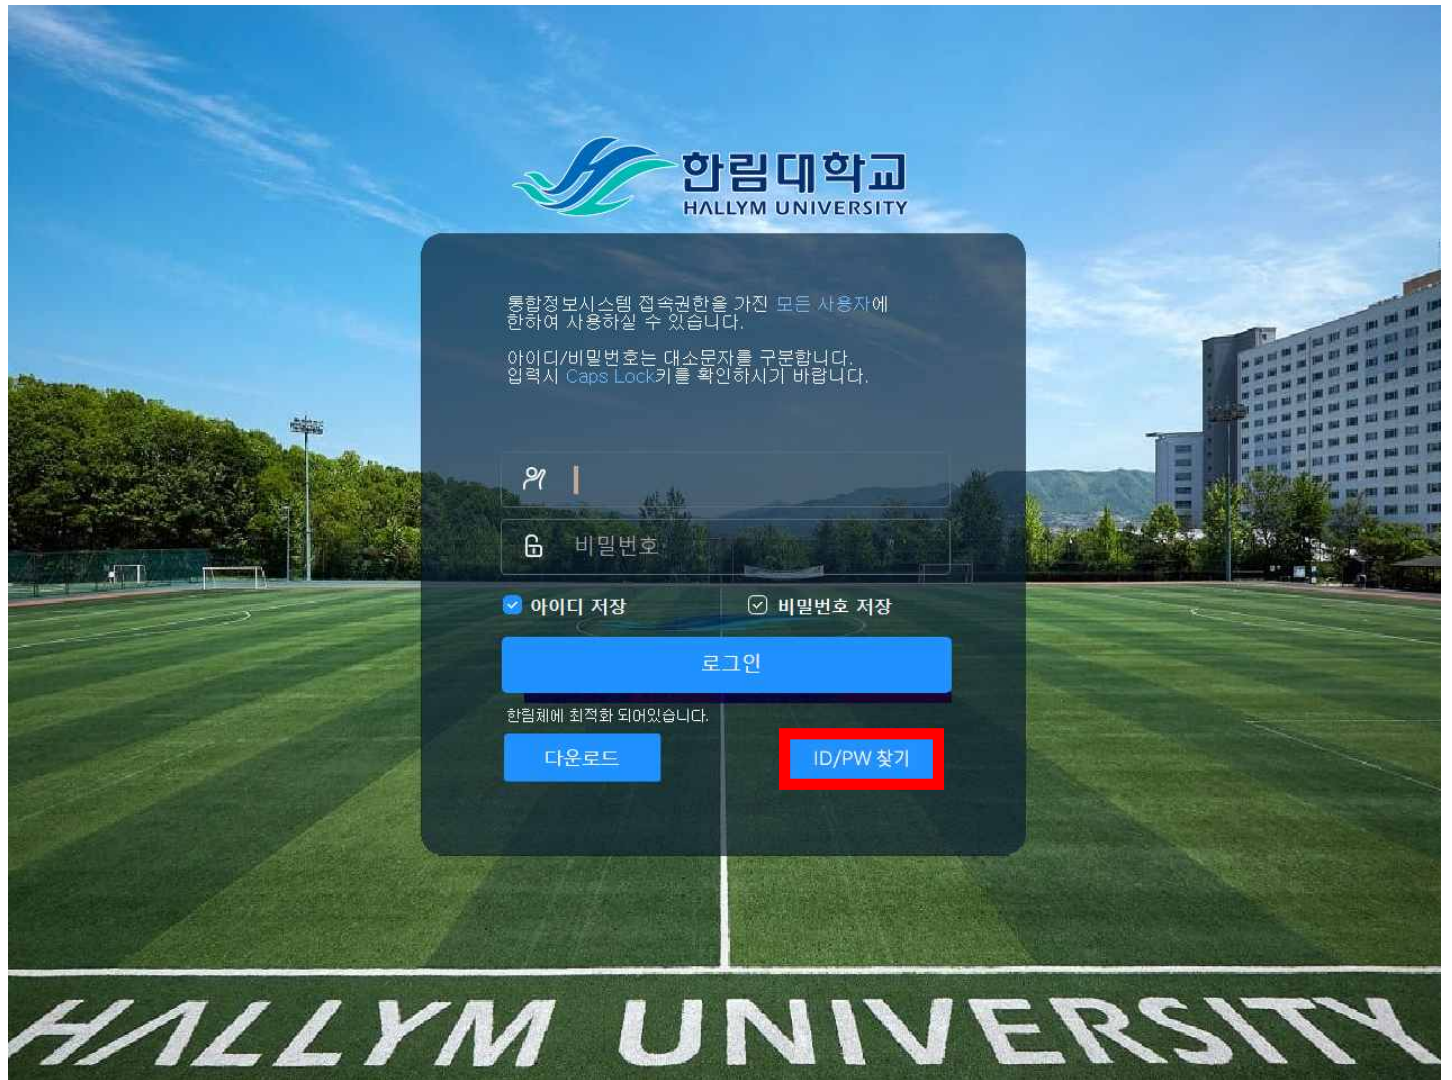 한림대학교
HALLYM UNIVERSITY
통합정보시스템 접속권한을 가진 모든 사용자에
한하여 사용하실 수 있습니다.
아이디/비밀번호는 대소문자를 구분합니다.
입력시 Caps Lock키를 확인하시기 바랍니다.
비밀번호
아이디 저장
비밀번호 저장
로그인
한림체에 최적화 되어있습니다.
다운로드
ID/PW 찾기
HALLYM UNIVERSITY